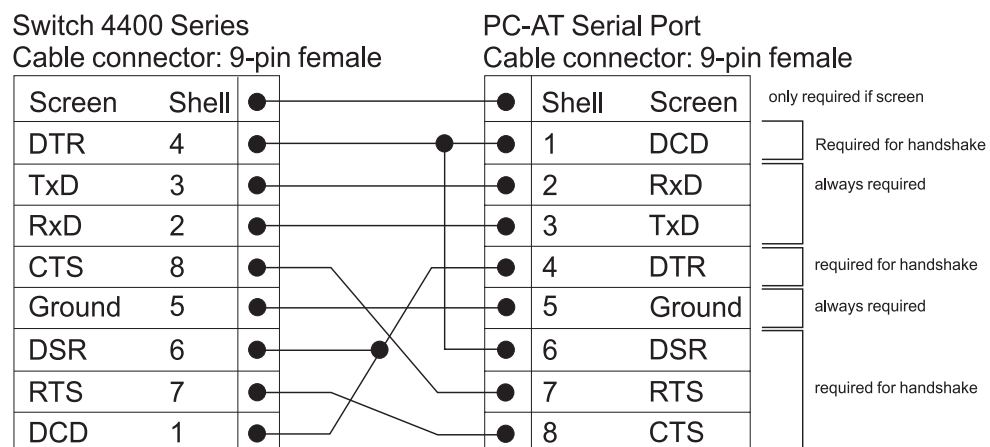 Switch 4400 Series PC-AT Serial Port
Cable connector: 9-pin female Cable connector: 9-pin female
Screen Shell Shell Screen only required if screen
DTR 4 1 DCD Required for handshake
TxD 3 2 RxD always required
RxD 2 3 TxD
CTS 8 4 DTR required for handshake
Ground 5 5 Ground always required
DSR 6 6 DSR
RTS 7 7 RTS required for handshake
DCD 1 8 CTS